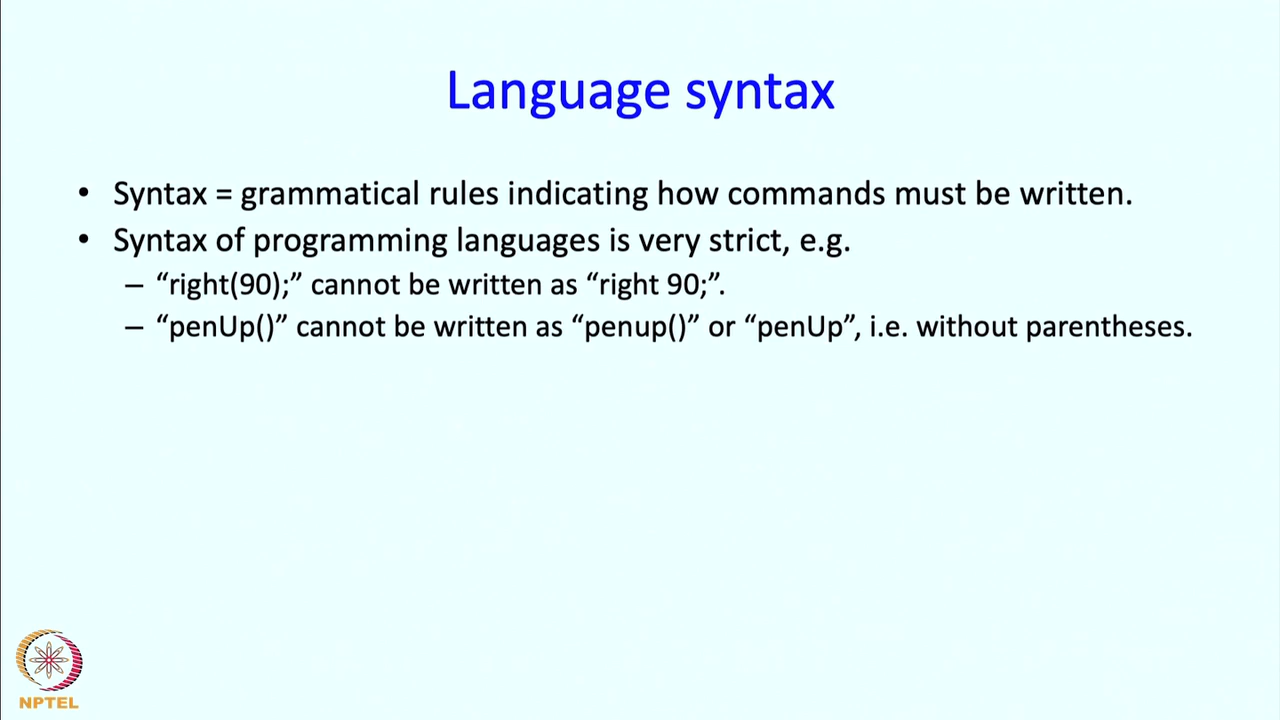 Language syntax
• Syntax = grammatical rules indicating how commands must be written.
• Syntax of programming languages is very strict, e.g.
– “right(90);” cannot be written as “right 90;”.
– “penUp()” cannot be written as “penup()” or “penUp”, i.e. without parentheses.
NPTEL